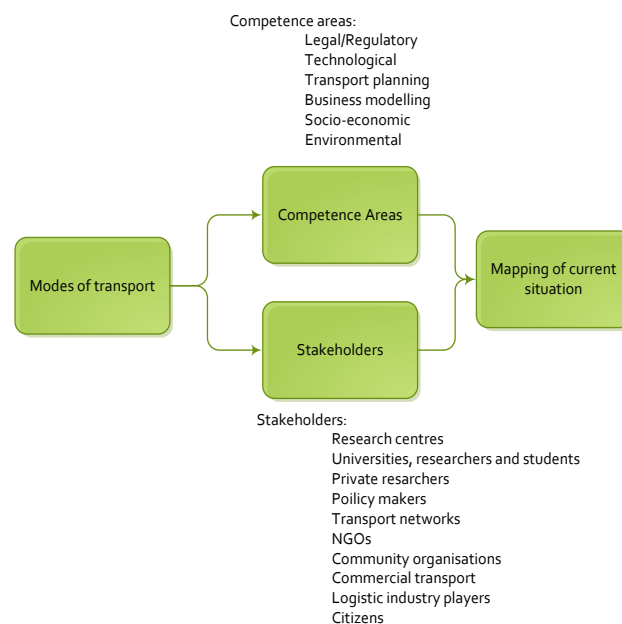 Competence areas:
Legal/Regulatory
Technological
Transport planning
Business modelling
Socio-economic
Environmental
Competence Areas
Modes of transport
Mapping of current
situation
Stakeholders
Stakeholders:
Research centres
Universities, researchers and students
Private resarchers
Poilicy makers
Transport networks
NGOs
Community organisations
Commercial transport
Logistic industry players
Citizens